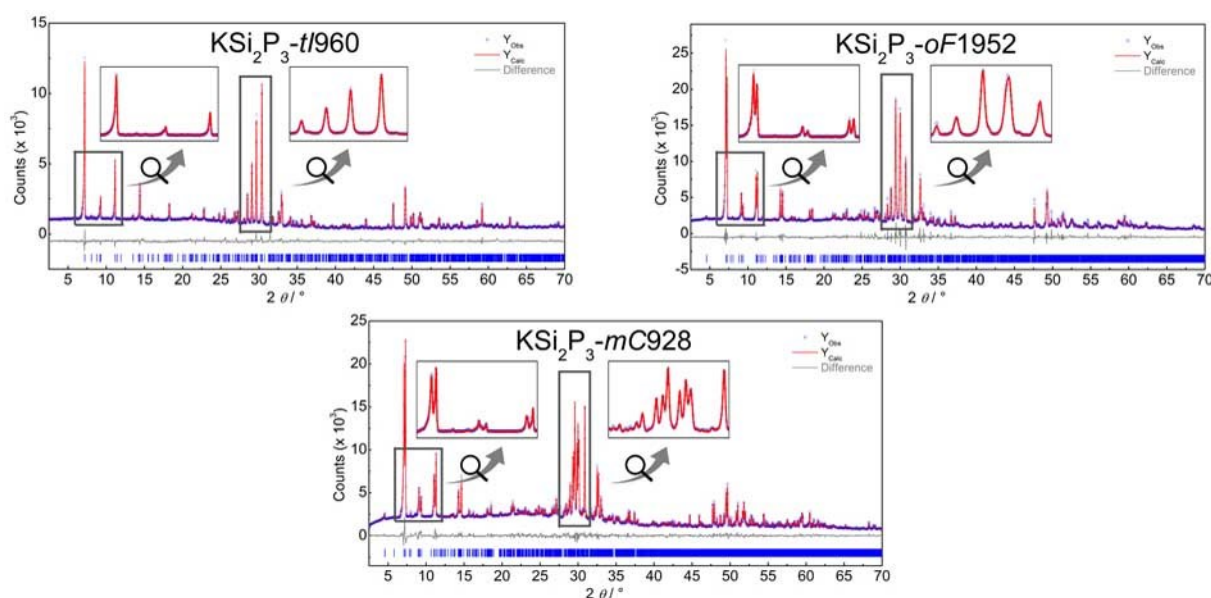 KSi2P3-tI960
YObs
YCalc
Difference
Counts (x 10³)
15
10
5
0
5 10 15 20 25 30 35 40 45 50 55 60 65 70
2 θ / °
KSi2P3-oF1952
YObs
YCalc
Difference
Counts (x 10³)
25
20
15
10
5
0
-5
5 10 15 20 25 30 35 40 45 50 55 60 65 70
2 θ / °
KSi2P3-mC928
YObs
YCalc
Difference
Counts (x 10³)
25
20
15
10
5
0
5 10 15 20 25 30 35 40 45 50 55 60 65 70
2 θ / °